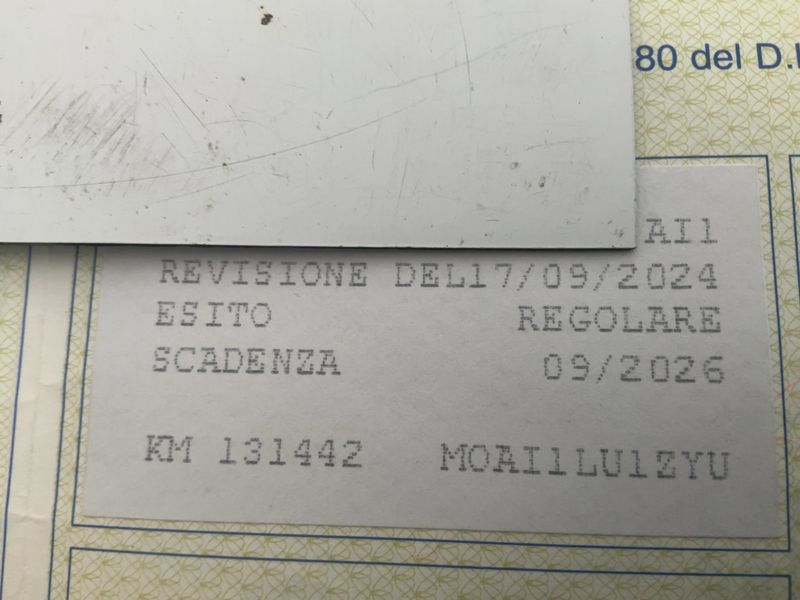 80 del D.
AI1
REVISIONE DEL17/09/2024
ESITO REGOLARE
SCADENZA 09/2026
KM 131442 MOAI1LU1ZYU